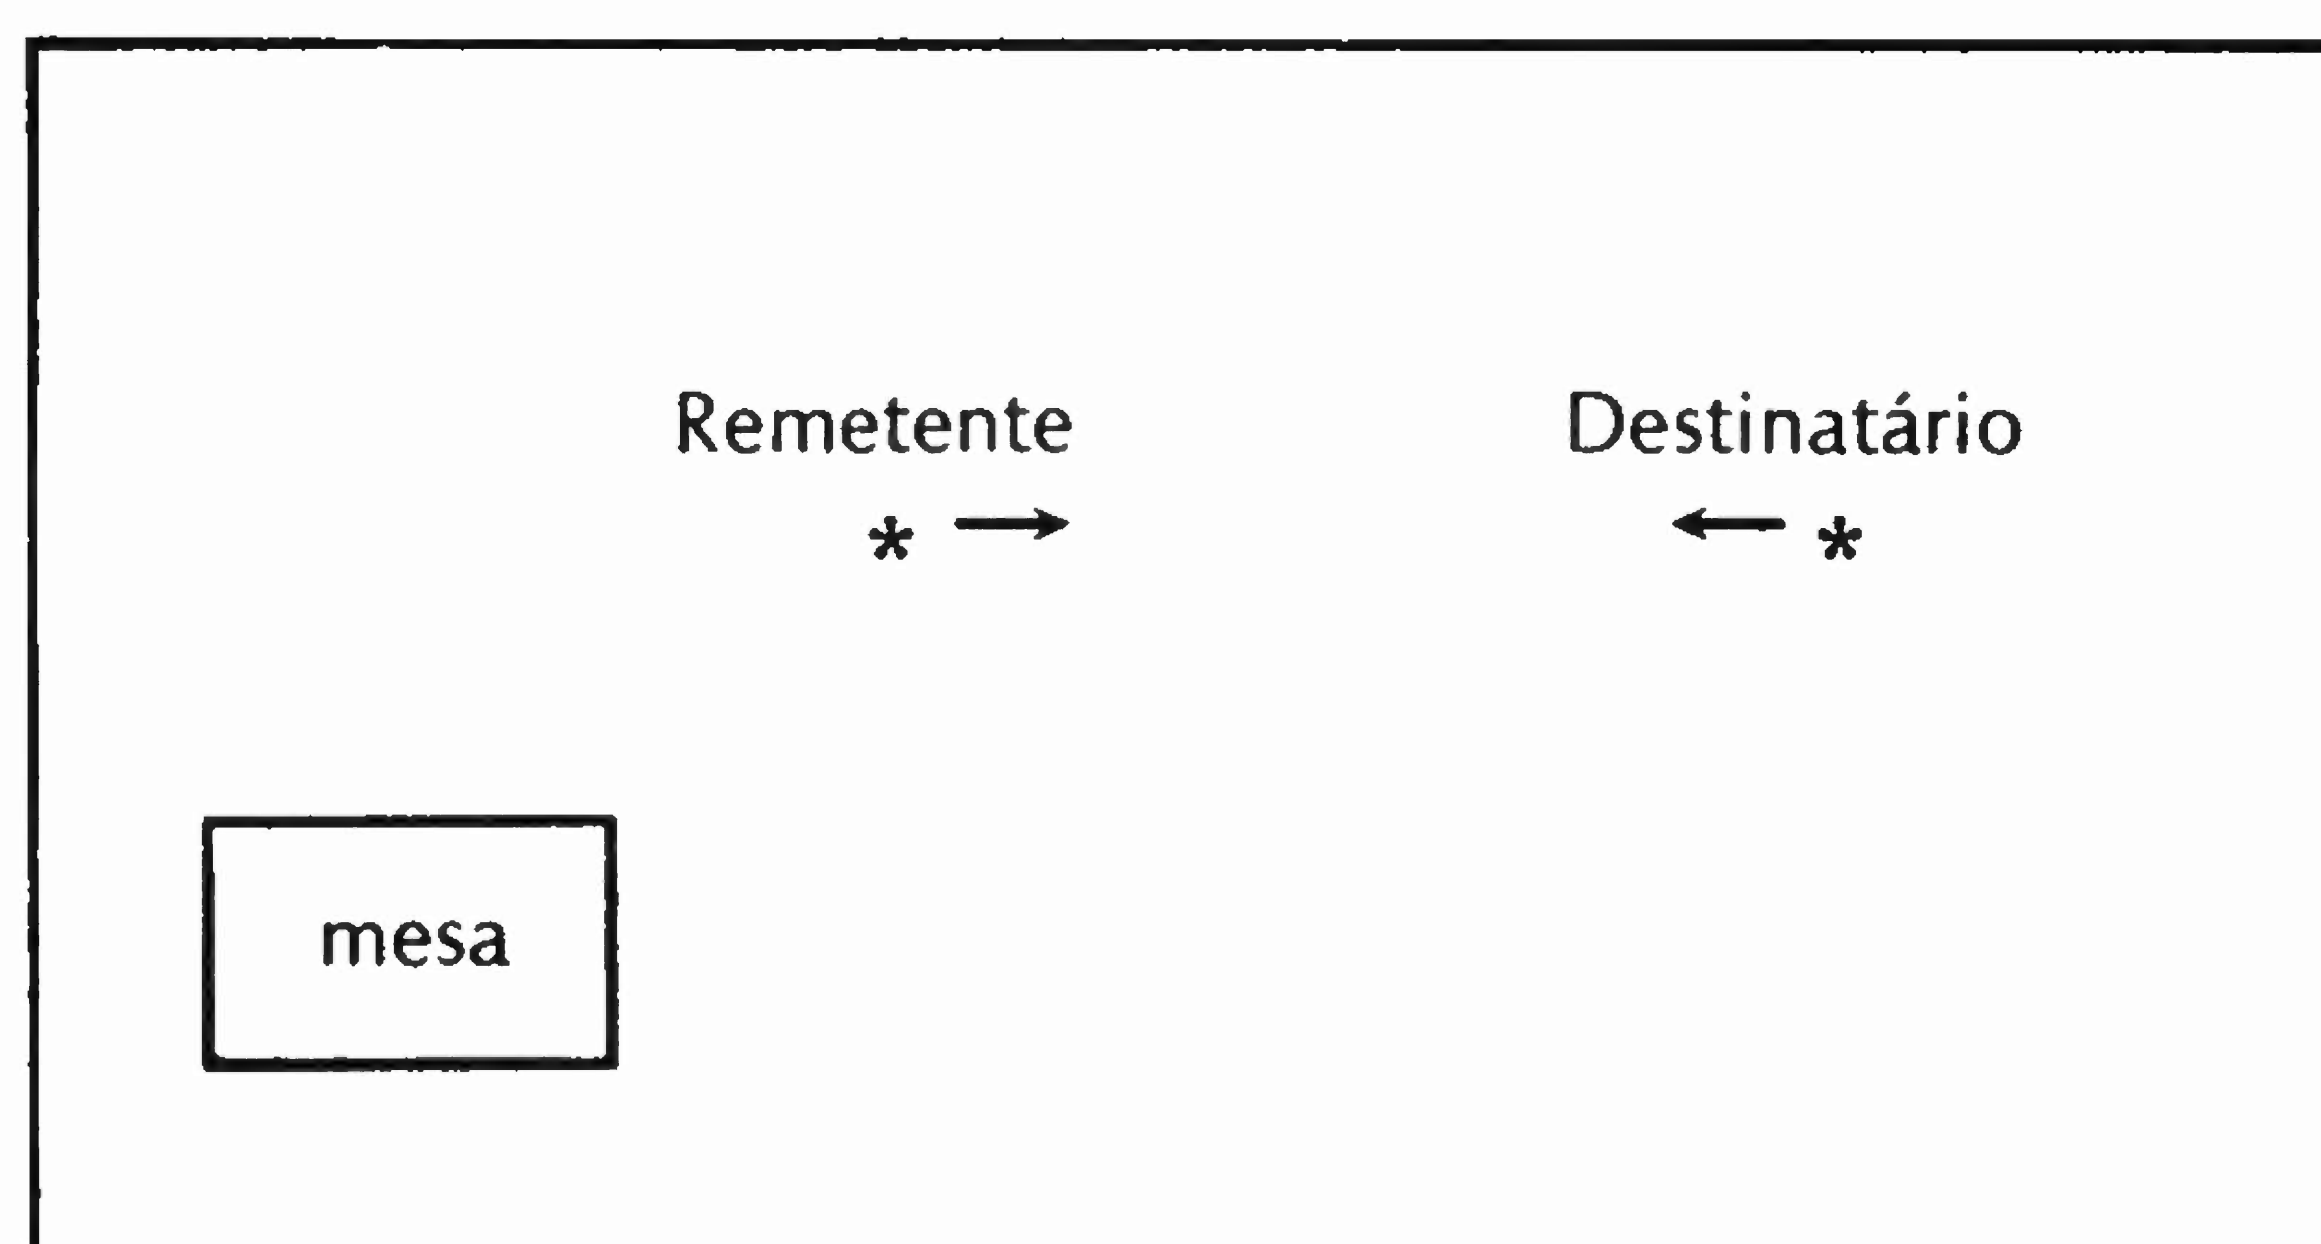 Remetente Destinatário
* → ← *
mesa